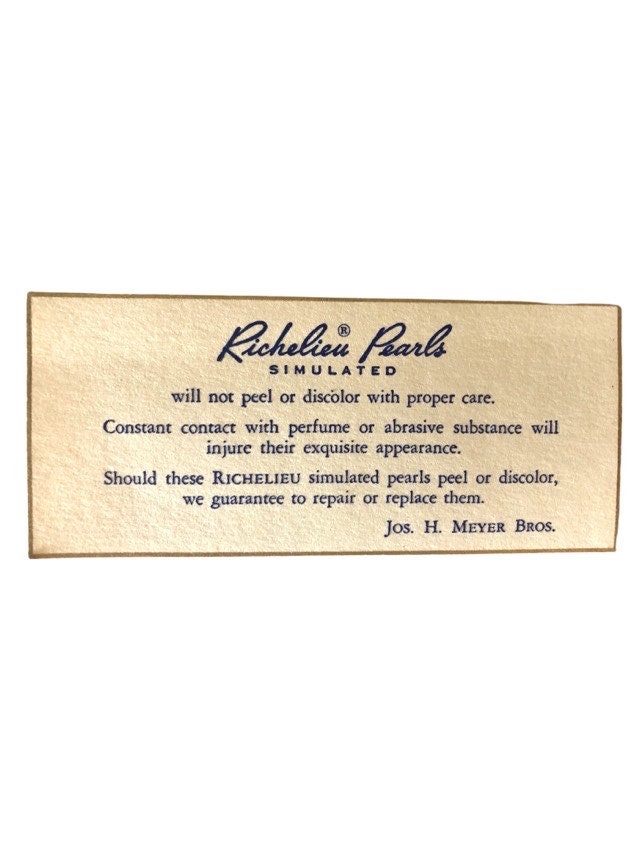 Richelieu® Pearls
SIMULATED
will not peel or discolor with proper care.
Constant contact with perfume or abrasive substance will
injure their exquisite appearance.
Should these RICHELIEU simulated pearls peel or discolor,
we guarantee to repair or replace them.
JOS. H. MEYER BROS.